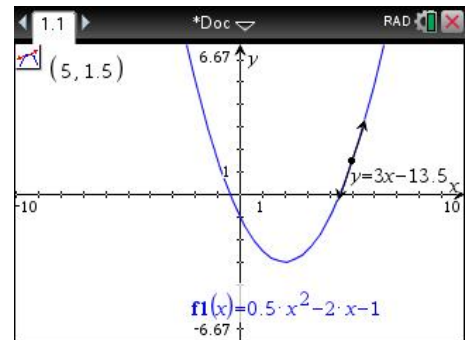 1.1 *Doc RAD
(5, 1.5)
6.67 y
1
y=3x−13.5
x
-10 1 10
f1(x)=0.5·x²−2·x−1
-6.67